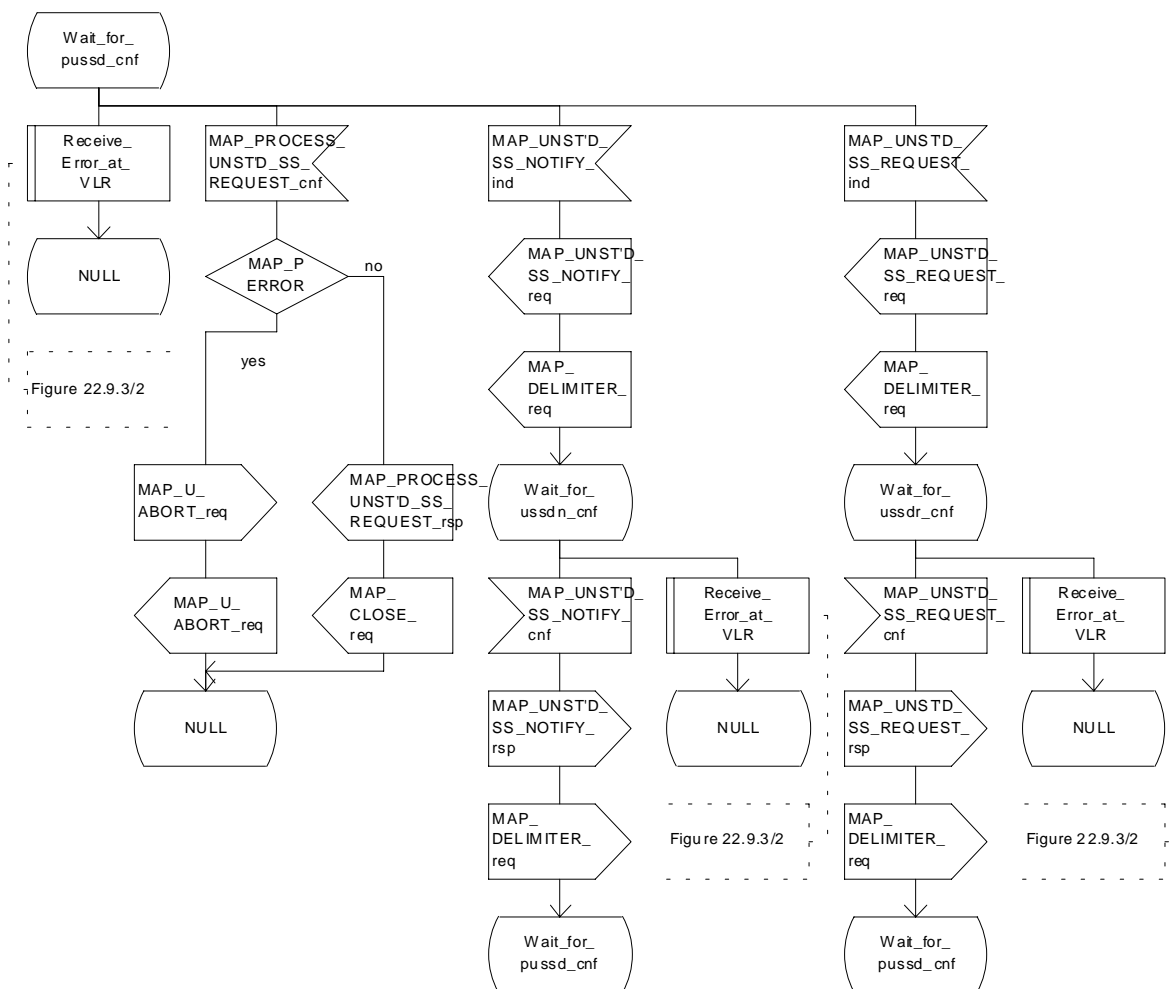 Wait_for_
pussd_cnf
Receive_
Error_at_
VLR
MAP_PROCESS_
UNST'D_SS_
REQUEST_cnf
MAP_UNST'D_
SS_NOTIFY_
ind
MAP_UNST'D_
SS_REQUEST_
ind
NULL
MAP_P
ERROR
no
yes
MAP_UNST'D_
SS_NOTIFY_
req
MAP_UNST'D_
SS_REQUEST_
req
Figure 22.9.3/2
MAP_
DELIMITER_
req
MAP_
DELIMITER_
req
MAP_U_
ABORT_req
MAP_PROCESS_
UNST'D_SS_
REQUEST_rsp
Wait_for_
ussdn_cnf
Wait_for_
ussdr_cnf
MAP_U_
ABORT_req
MAP_
CLOSE_
req
MAP_UNST'D_
SS_NOTIFY_
cnf
Receive_
Error_at_
VLR
MAP_UNST'D_
SS_REQUEST_
cnf
Receive_
Error_at_
VLR
NULL
MAP_UNST'D_
SS_NOTIFY_
rsp
NULL
MAP_UNST'D_
SS_REQUEST_
rsp
NULL
MAP_
DELIMITER_
req
Figure 22.9.3/2
MAP_
DELIMITER_
req
Figure 22.9.3/2
Wait_for_
pussd_cnf
Wait_for_
pussd_cnf